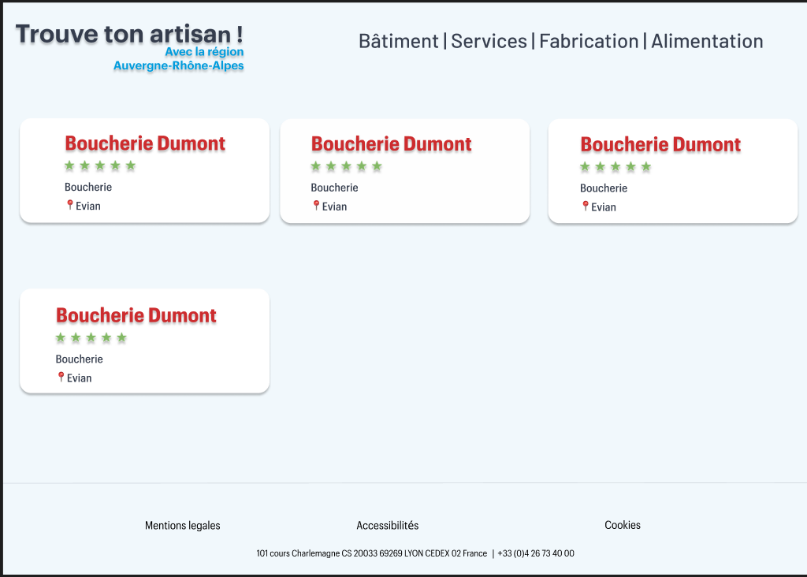 Trouve ton artisan !
Avec la région
Auvergne-Rhône-Alpes
Bâtiment | Services | Fabrication | Alimentation
Boucherie Dumont
Boucherie
Evian
Boucherie Dumont
Boucherie
Evian
Boucherie Dumont
Boucherie
Evian
Boucherie Dumont
Boucherie
Evian
Mentions legales
Accessibilités
Cookies
101 cours Charlemagne CS 20033 69269 LYON CEDEX 02 France | +33 (0)4 26 73 40 00